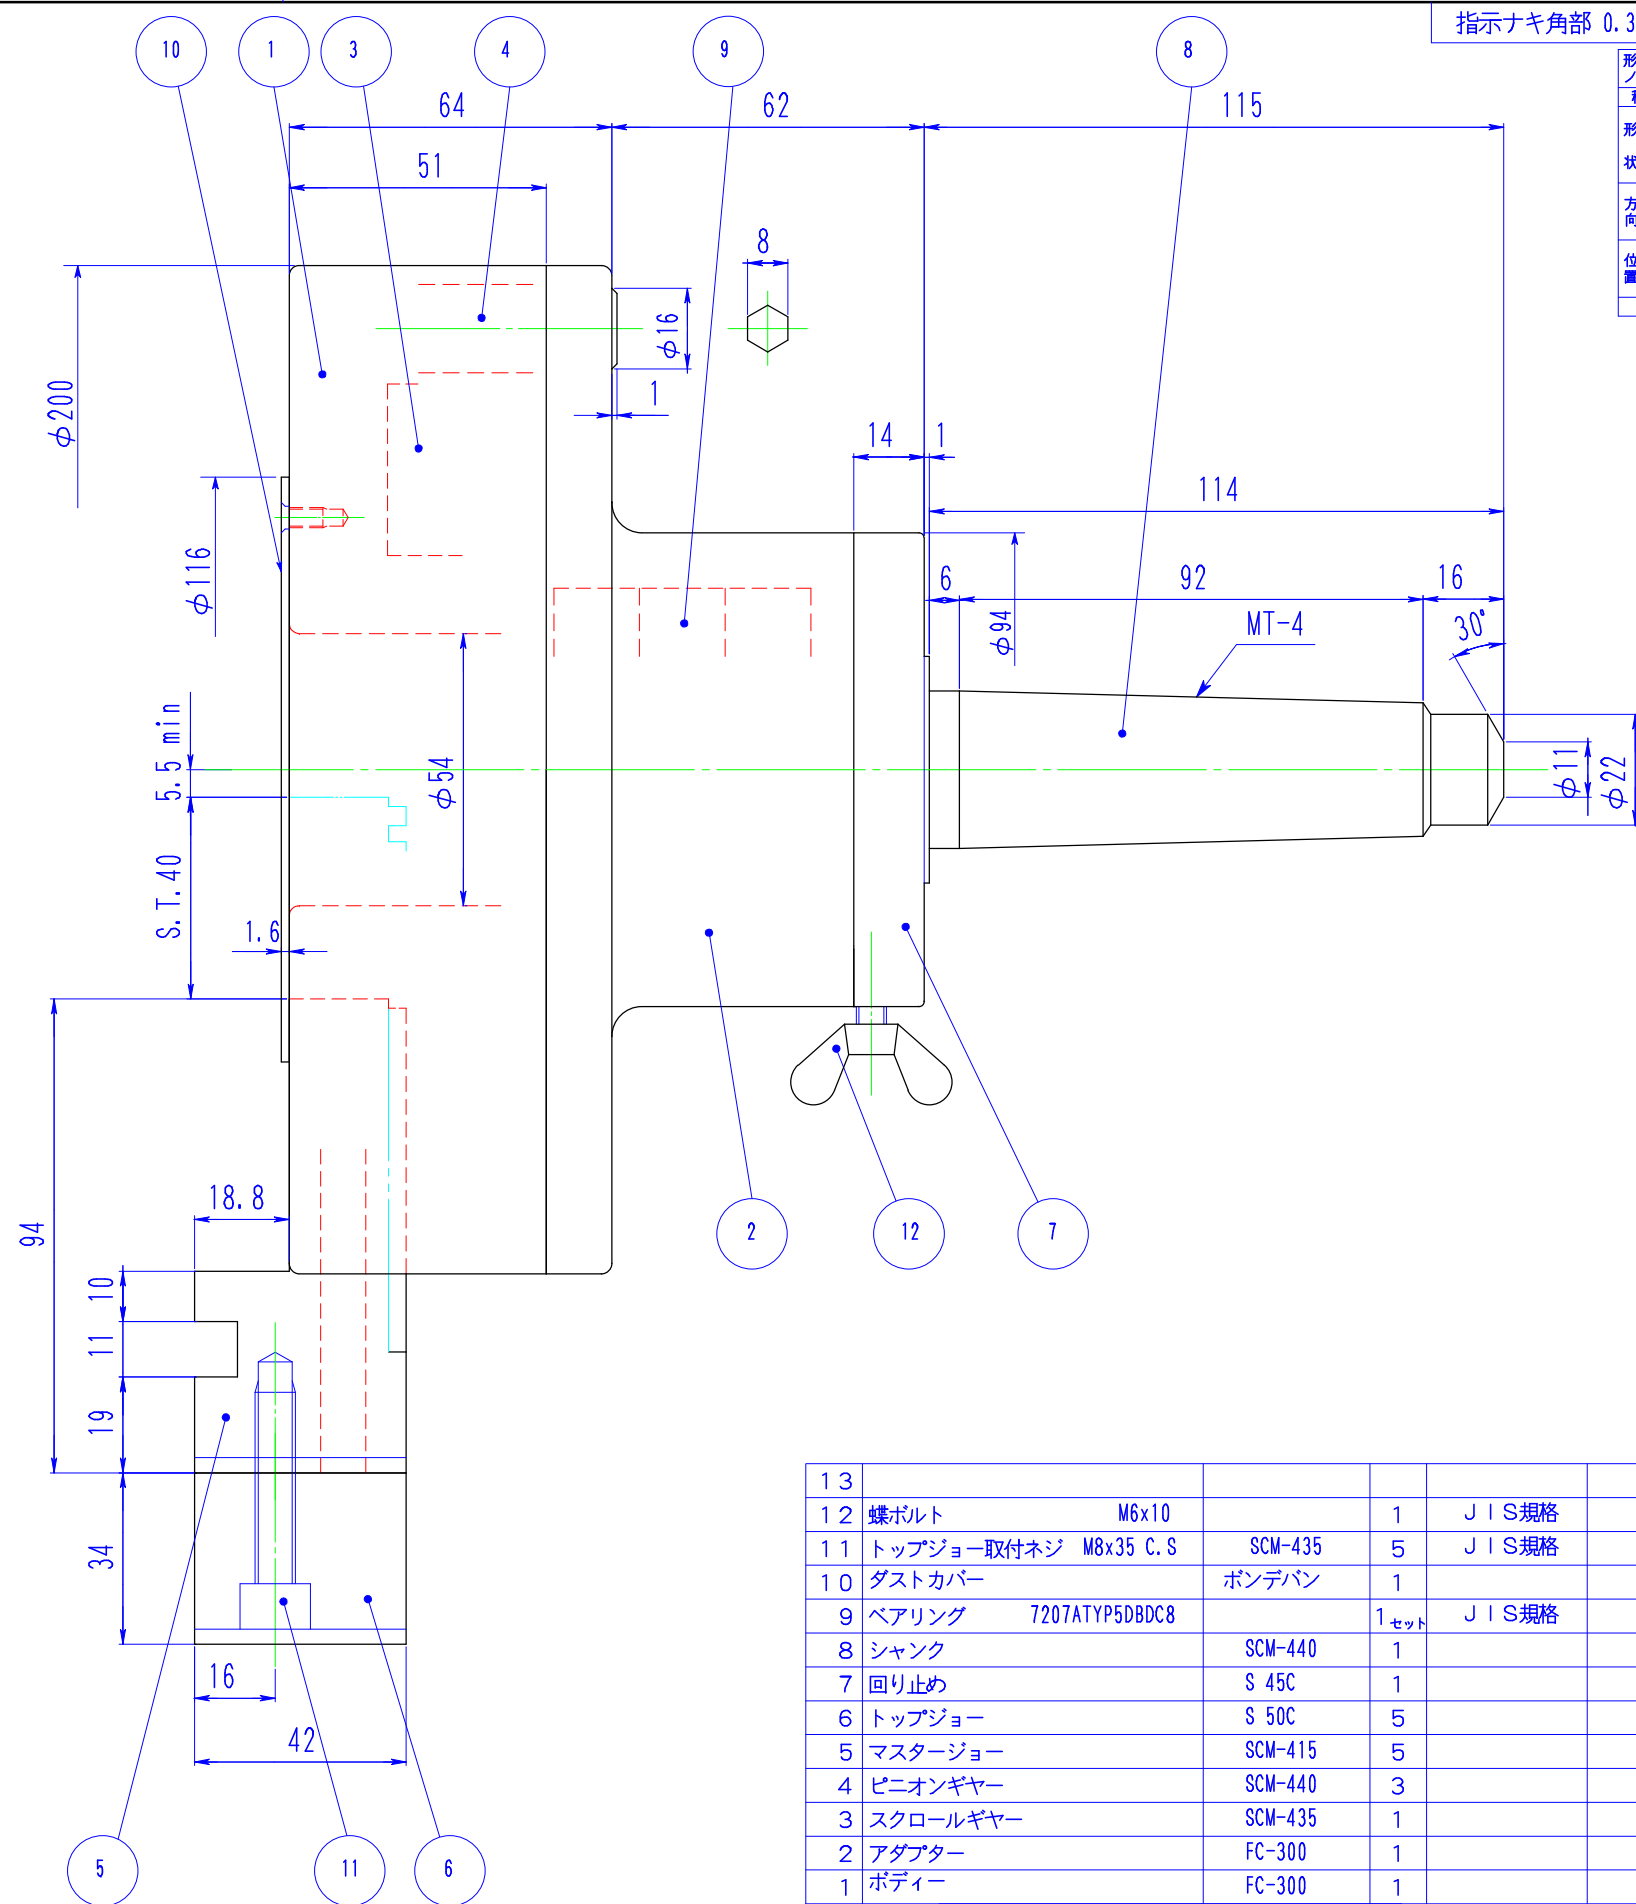 指示ナキ角部 0.3
形
ノ
形
状
方
向
位
置
10
1
3
4
9
8
64
62
115
51
8
φ16
1
φ200
14
1
114
φ116
6
92
16
φ94
MT-4
30°
5.5 min
φ54
φ11
φ22
S.T.40
1.6
18.8
94
10
11
19
34
16
42
2
12
7
5
11
6
13
12 蝶ボルト M6x10 1 JIS規格
11 トップジョー取付ネジ M8x35 C.S SCM-435 5 JIS規格
10 ダストカバー ボンデバン 1
9 ベアリング 7207ATYP5DBDC8 1セット JIS規格
8 シャンク SCM-440 1
7 回り止め S 45C 1
6 トップジョー S 50C 5
5 マスタージョー SCM-415 5
4 ピニオンギヤー SCM-440 3
3 スクロールギヤー SCM-435 1
2 アダプター FC-300 1
1 ボディー FC-300 1